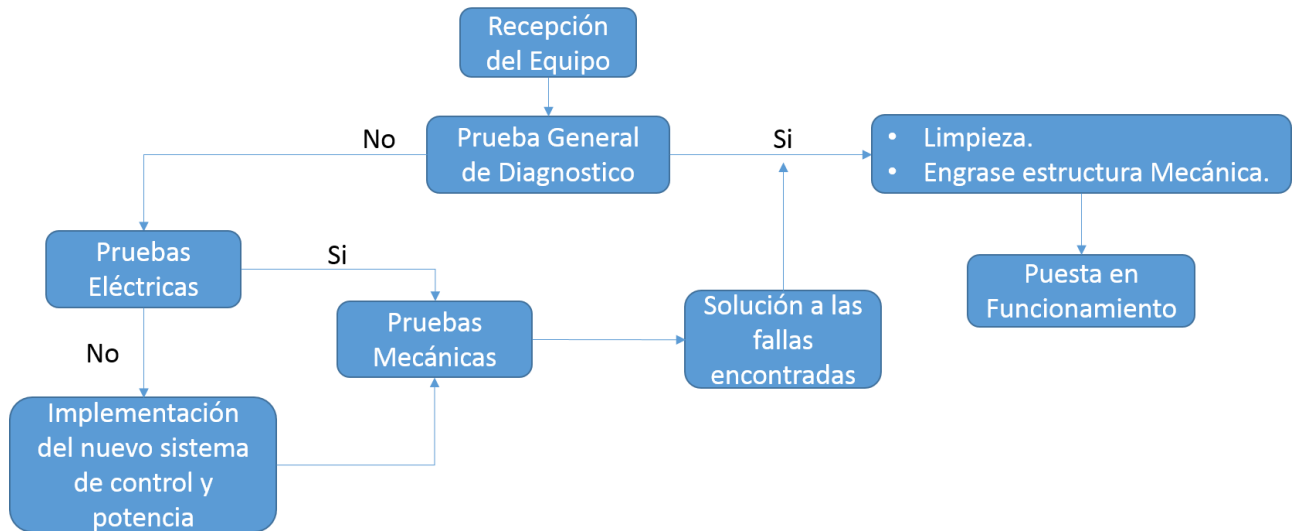 Recepción
del Equipo
No
Prueba General
de Diagnostico
Si
• Limpieza.
• Engrase estructura Mecánica.
Pruebas
Eléctricas
Si
Puesta en
Funcionamiento
Pruebas
Mecánicas
Solución a las
fallas
encontradas
No
Implementación
del nuevo sistema
de control y
potencia